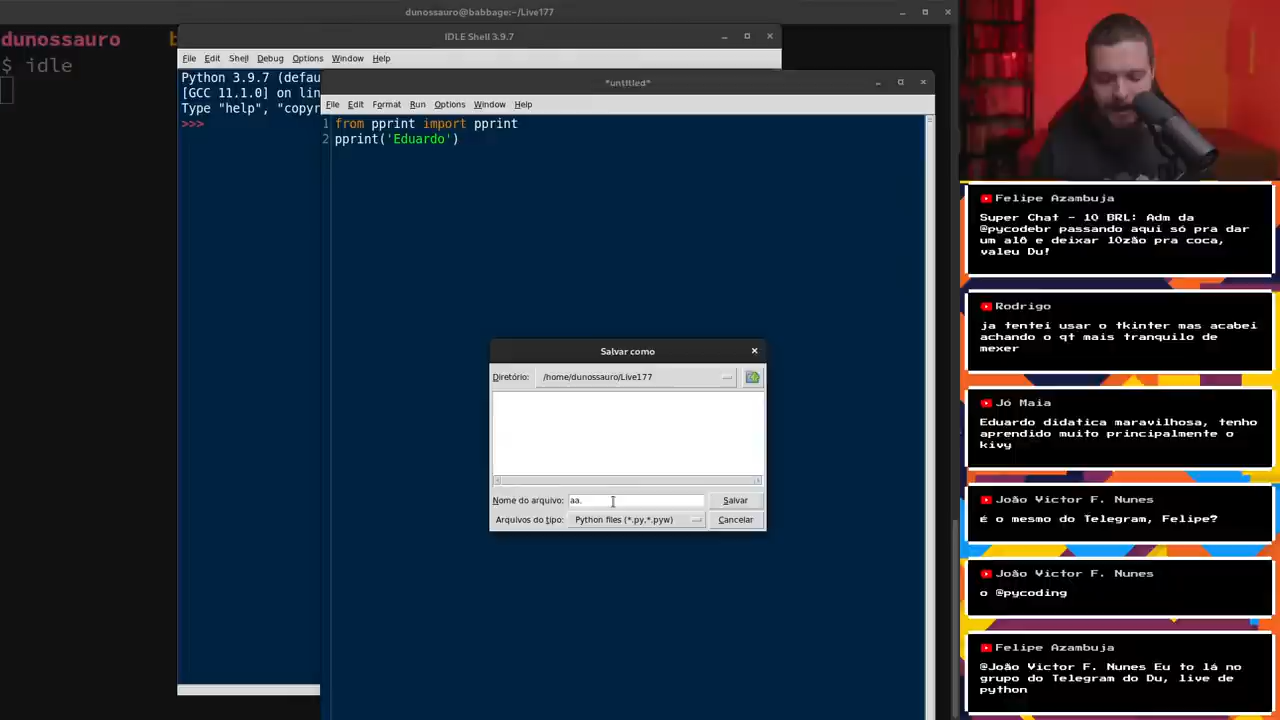 dunossauro@babbage:~/Live177
dunossauro
$ idle
IDLE Shell 3.9.7
File Edit Shell Debug Options Window Help
Python 3.9.7 (defau
[GCC 11.1.0] on lin
Type "help", "copyr
>>>
*untitled*
File Edit Format Run Options Window Help
1 from pprint import pprint
2 pprint('Eduardo')
Salvar como
Diretório: /home/dunossauro/Live177
Nome do arquivo: aa. Salvar
Arquivos do tipo: Python files (*.py,*.pyw) Cancelar
Felipe Azambuja
Super Chat - 10 BRL: Adm da
@pycodebr passando aqui só pra dar
um alô e deixar 10zão pra coca,
valeu Du!
Rodrigo
ja tentei usar o tkinter mas acabei
achando o qt mais tranquilo de
mexer
Jó Maia
Eduardo didatica maravilhosa, tenho
aprendido muito principalmente o
kivy
João Victor F. Nunes
é o mesmo do Telegram, Felipe?
João Victor F. Nunes
o @pycoding
Felipe Azambuja
@João Victor F. Nunes Eu to lá no
grupo do Telegram do Du, live de
python